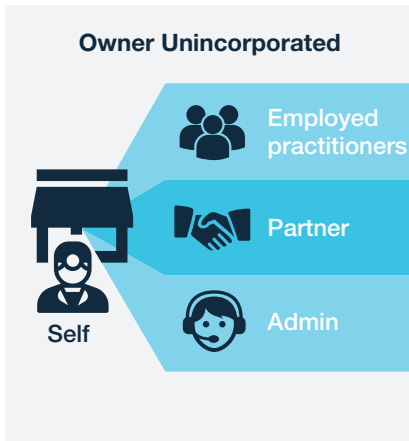 Owner Unincorporated
Employed
practitioners
Partner
Admin
Self